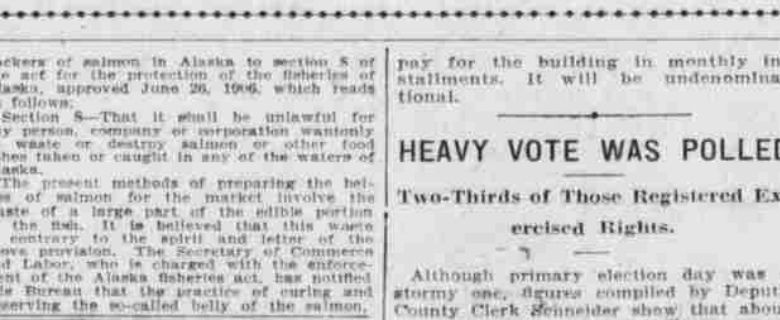 ckers of salmon in Alaska to section 8 of
e act for the protection of the fisheries of
laska, approved June 26, 1906, which reads
s follows:
Section 8—That it shall be unlawful for
y person, company or corporation wantonly
waste or destroy salmon or other food
hes taken or caught in any of the waters of
laska.
The present methods of preparing the bel-
es of salmon for the market involve the
aste of a large part of the edible portion
the fish. It is believed that this waste
contrary to the spirit and letter of the
ove provision. The Secretary of Commerce
d Labor, who is charged with the enforce-
ent of the Alaska fisheries act, has notified
e Bureau that the practice of curing and
serving the so-called belly of the salmon,
pay for the building in monthly in
stallments. It will be undenomina
tional.
HEAVY VOTE WAS POLLED
Two-Thirds of Those Registered Ex
ercised Rights.
Although primary election day was
stormy one, figures compiled by Deput
County Clerk Schneider show that abou